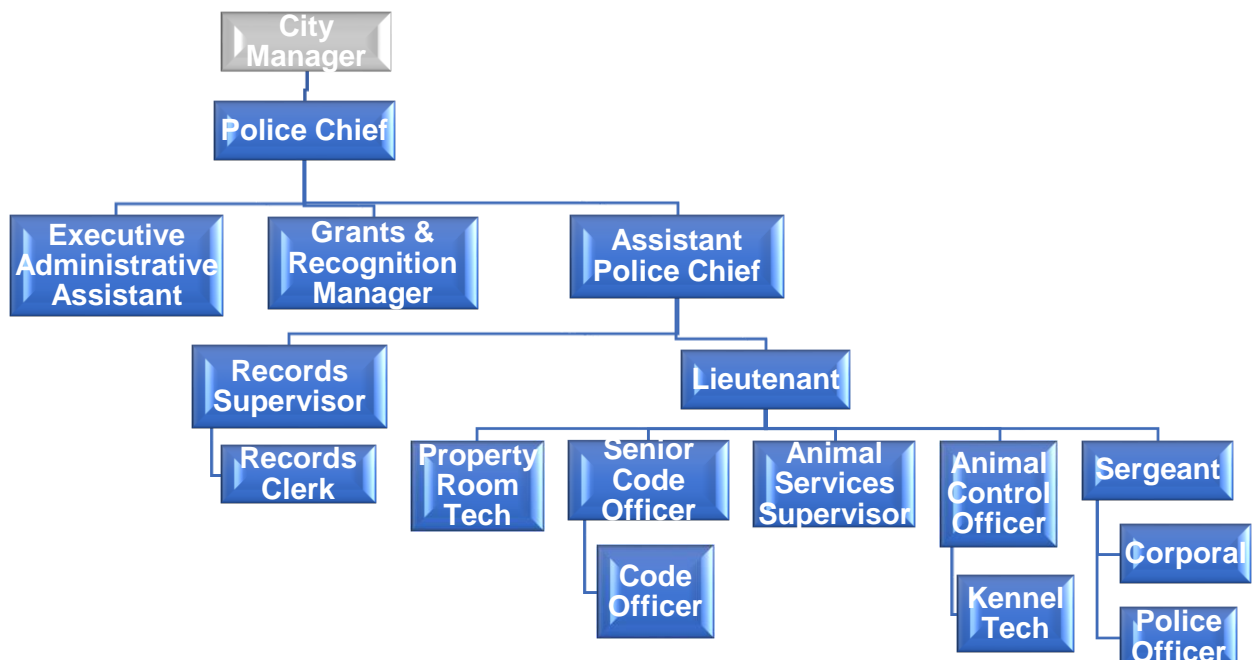 City
Manager
Police Chief
Executive
Administrative
Assistant
Grants &
Recognition
Manager
Assistant
Police Chief
Records
Supervisor
Lieutenant
Records
Clerk
Property
Room
Tech
Senior
Code
Officer
Animal
Services
Supervisor
Animal
Control
Officer
Sergeant
Code
Officer
Kennel
Tech
Corporal
Police
Officer